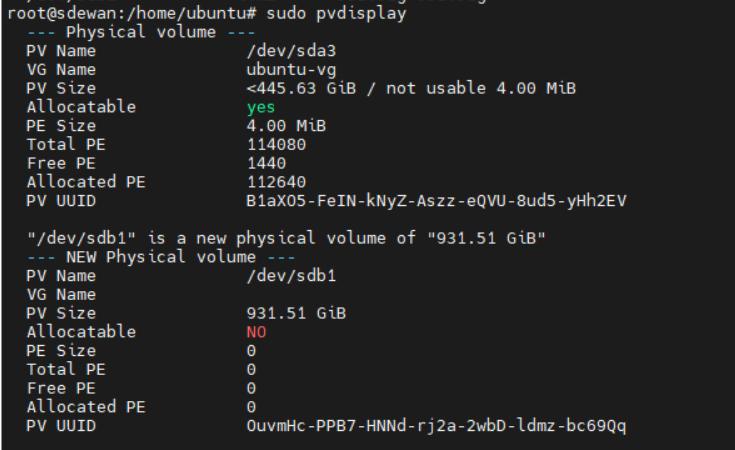 root@sdewan:/home/ubuntu# sudo pvdisplay
--- Physical volume ---
PV Name /dev/sda3
VG Name ubuntu-vg
PV Size <445.63 GiB / not usable 4.00 MiB
Allocatable yes
PE Size 4.00 MiB
Total PE 114080
Free PE 1440
Allocated PE 112640
PV UUID B1aXO5-FeIN-kNyZ-Aszz-eQVU-8ud5-yHh2EV
"/dev/sdb1" is a new physical volume of "931.51 GiB"
--- NEW Physical volume ---
PV Name /dev/sdb1
VG Name
PV Size 931.51 GiB
Allocatable NO
PE Size 0
Total PE 0
Free PE 0
Allocated PE 0
PV UUID OuvmHc-PPB7-HNNd-rj2a-2wbD-ldmz-bc69Qq